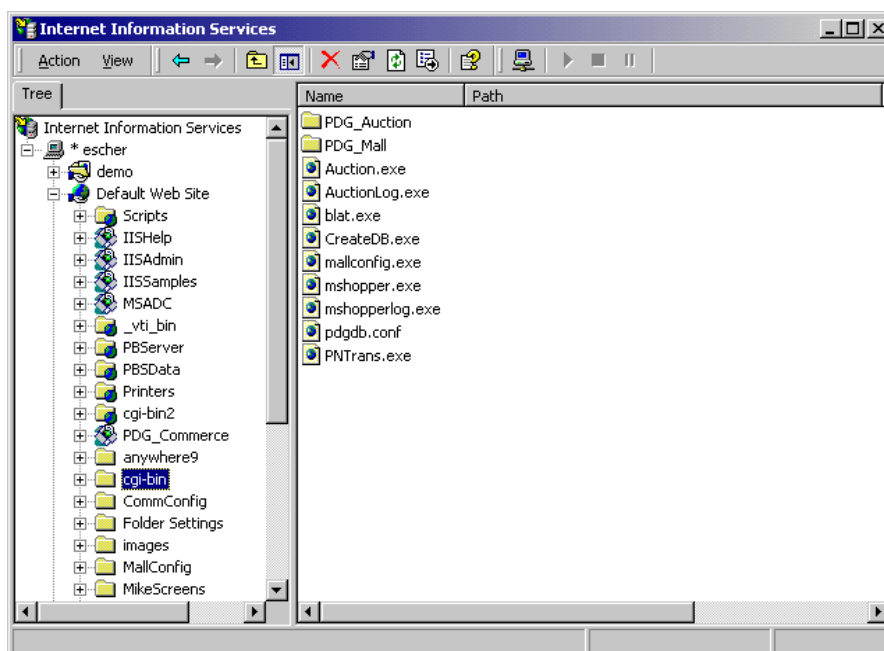 Internet Information Services
Action View
Tree
Name Path
Internet Information Services
* escher
demo
Default Web Site
Scripts
IISHelp
IISAdmin
IISSamples
MSADC
_vti_bin
PBServer
PBSData
Printers
cgi-bin2
PDG_Commerce
anywhere9
cgi-bin
CommConfig
Folder Settings
images
MallConfig
MikeScreens
PDG_Auction
PDG_Mall
Auction.exe
AuctionLog.exe
blat.exe
CreateDB.exe
mallconfig.exe
mshopper.exe
mshopperlog.exe
pdgdb.conf
PNTrans.exe